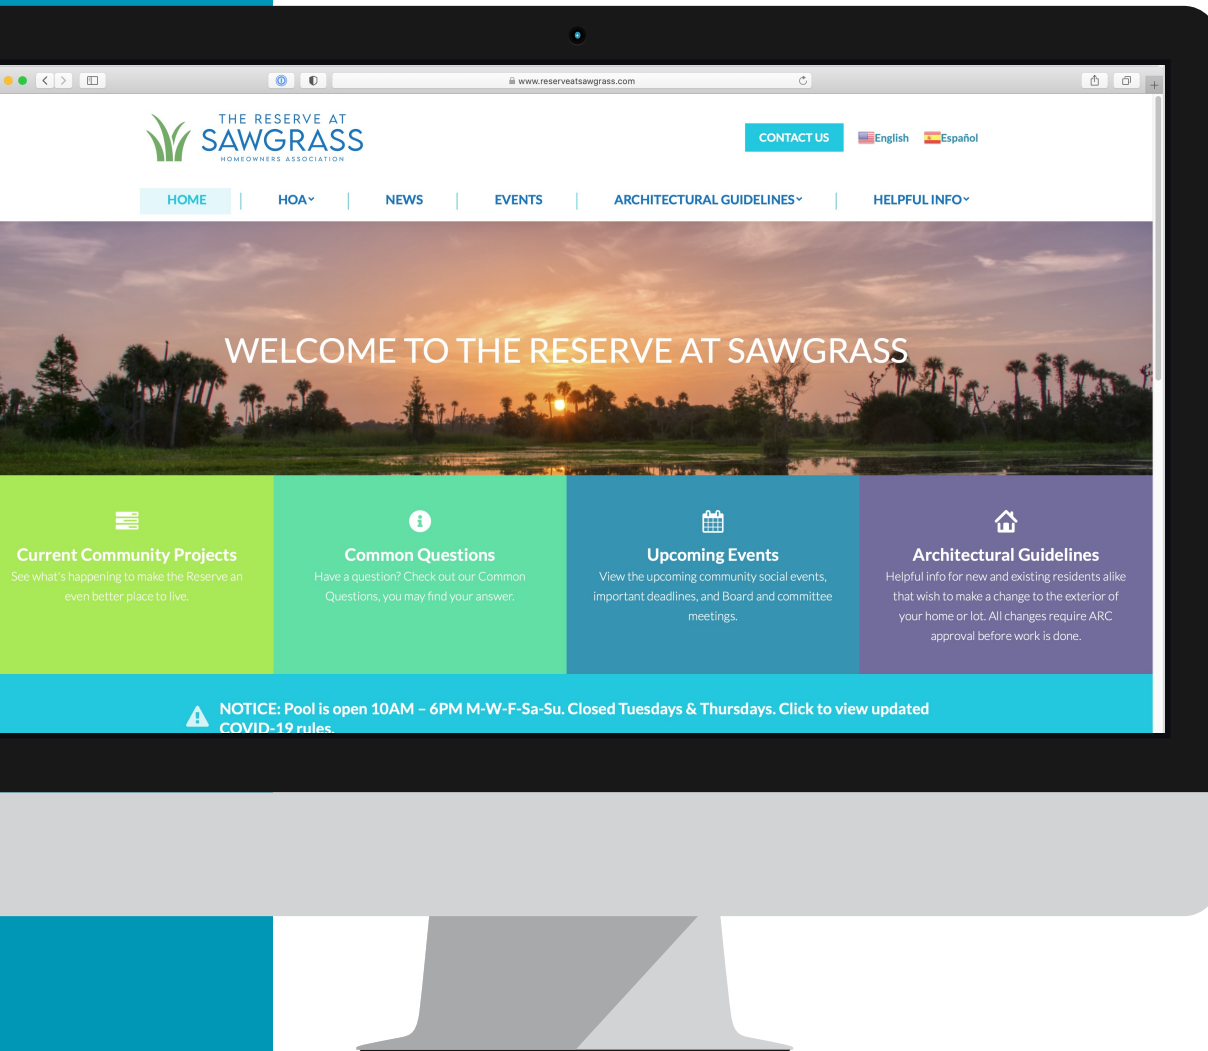 www.reserveatsawgrass.com
THE RESERVE AT
SAWGRASS
HOMEOWNERS ASSOCIATION
CONTACT US
English
Español
HOME
HOA
NEWS
EVENTS
ARCHITECTURAL GUIDELINES
HELPFUL INFO
WELCOME TO THE RESERVE AT SAWGRASS
Current Community Projects
See what's happening to make the Reserve an
even better place to live.
Common Questions
Have a question? Check out our Common
Questions, you may find your answer.
Upcoming Events
View the upcoming community social events,
important deadlines, and Board and committee
meetings.
Architectural Guidelines
Helpful info for new and existing residents alike
that wish to make a change to the exterior of
your home or lot. All changes require ARC
approval before work is done.
NOTICE: Pool is open 10AM – 6PM M-W-F-Sa-Su. Closed Tuesdays & Thursdays. Click to view updated
COVID-19 rules.